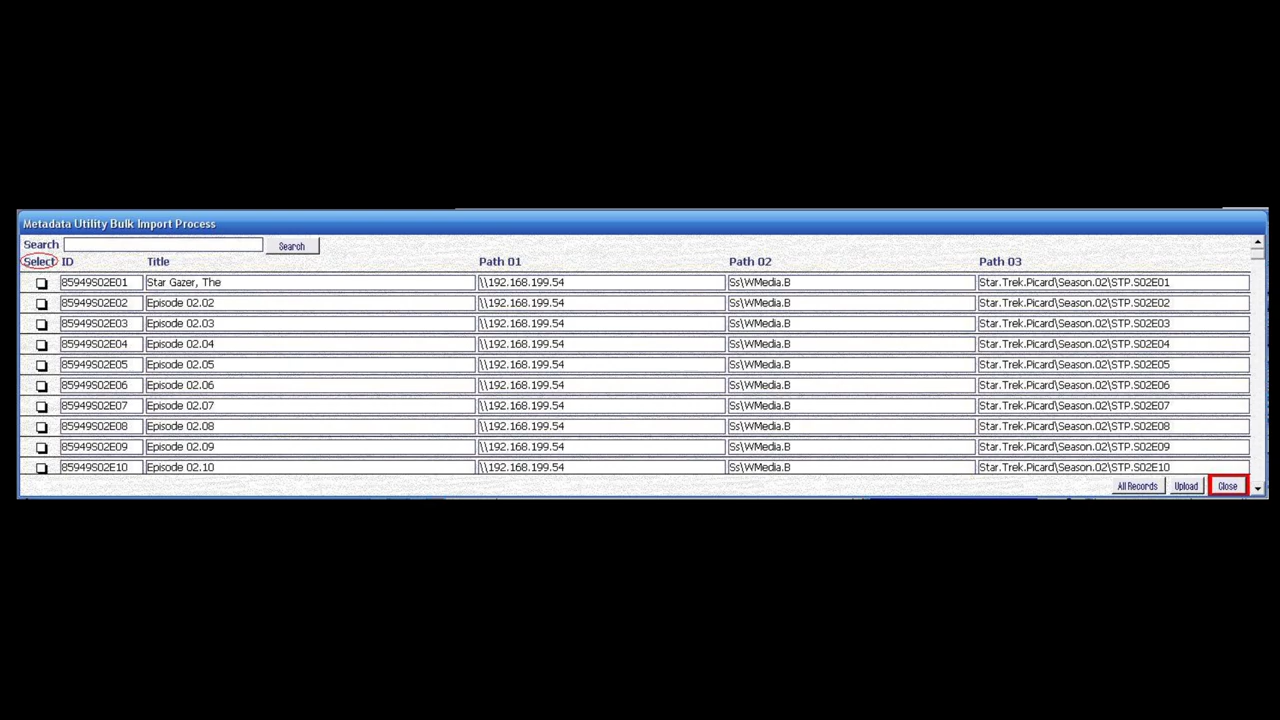 Metadata Utility Bulk Import Process
Search Search
Select ID Title Path 01 Path 02 Path 03
85949S02E01 Star Gazer, The \\192.168.199.54 Ss\WMedia.B Star.Trek.Picard\Season.02\STP.S02E01
85949S02E02 Episode 02.02 \\192.168.199.54 Ss\WMedia.B Star.Trek.Picard\Season.02\STP.S02E02
85949S02E03 Episode 02.03 \\192.168.199.54 Ss\WMedia.B Star.Trek.Picard\Season.02\STP.S02E03
85949S02E04 Episode 02.04 \\192.168.199.54 Ss\WMedia.B Star.Trek.Picard\Season.02\STP.S02E04
85949S02E05 Episode 02.05 \\192.168.199.54 Ss\WMedia.B Star.Trek.Picard\Season.02\STP.S02E05
85949S02E06 Episode 02.06 \\192.168.199.54 Ss\WMedia.B Star.Trek.Picard\Season.02\STP.S02E06
85949S02E07 Episode 02.07 \\192.168.199.54 Ss\WMedia.B Star.Trek.Picard\Season.02\STP.S02E07
85949S02E08 Episode 02.08 \\192.168.199.54 Ss\WMedia.B Star.Trek.Picard\Season.02\STP.S02E08
85949S02E09 Episode 02.09 \\192.168.199.54 Ss\WMedia.B Star.Trek.Picard\Season.02\STP.S02E09
85949S02E10 Episode 02.10 \\192.168.199.54 Ss\WMedia.B Star.Trek.Picard\Season.02\STP.S02E10
All Records Upload Close